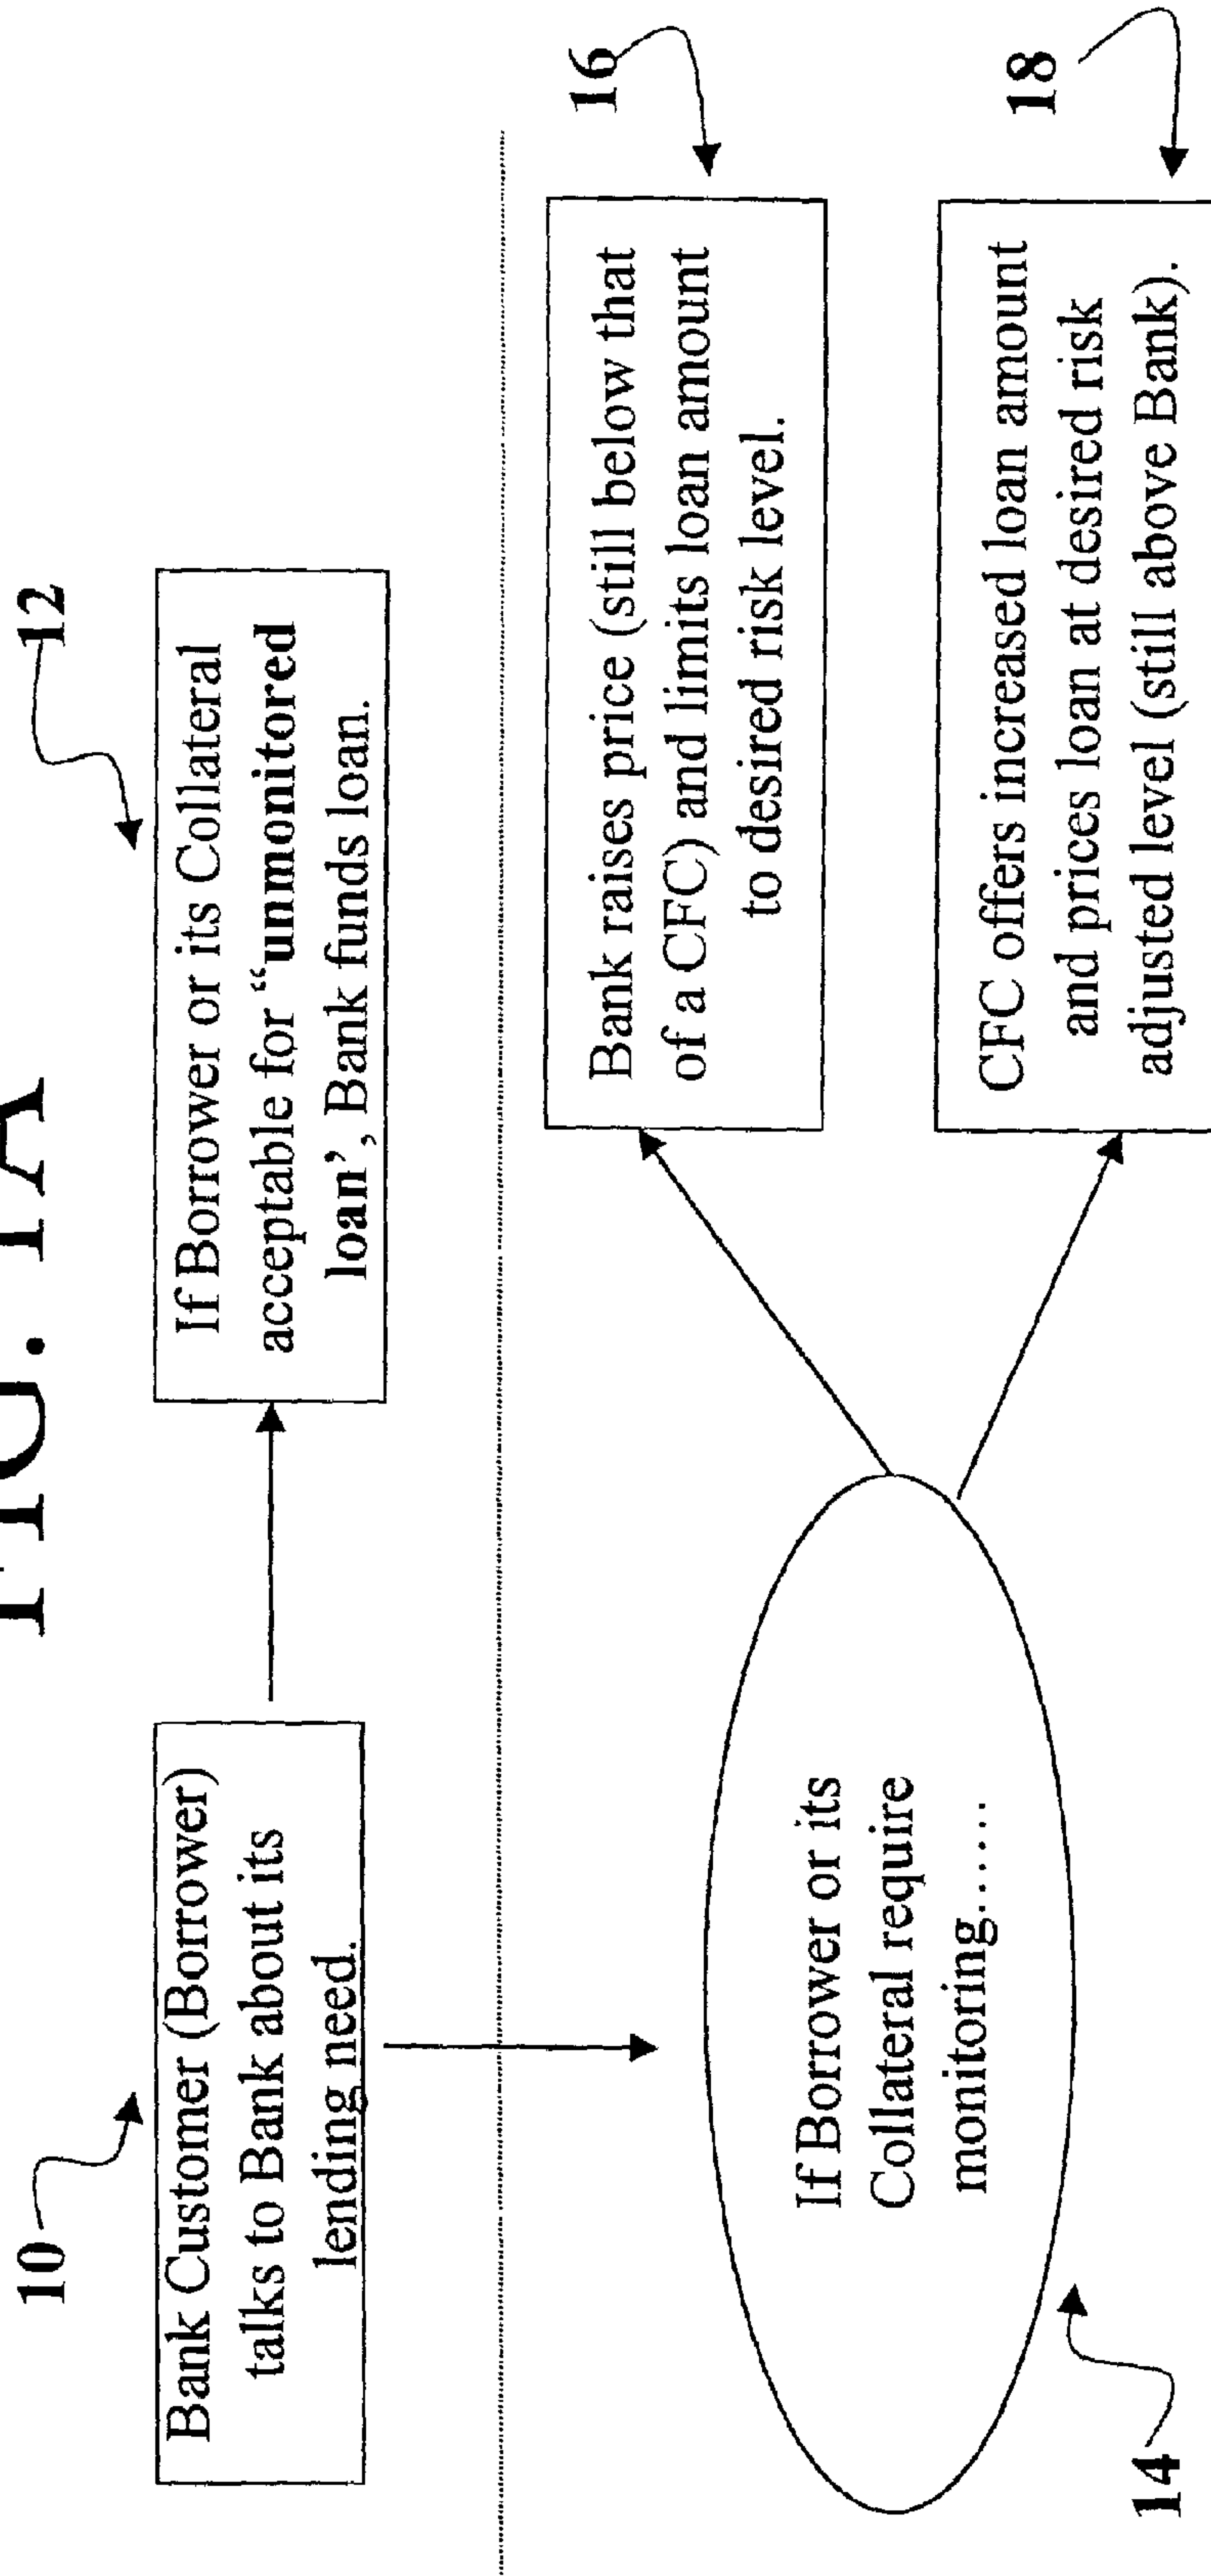 FIG. 1A
10
Bank Customer (Borrower)
talks to Bank about its
lending need.
12
If Borrower or its Collateral
acceptable for “unmonitored
loan’, Bank funds loan.
14
If Borrower or its
Collateral require
monitoring……
16
Bank raises price (still below that
of a CFC) and limits loan amount
to desired risk level.
18
CFC offers increased loan amount
and prices loan at desired risk
adjusted level (still above Bank).